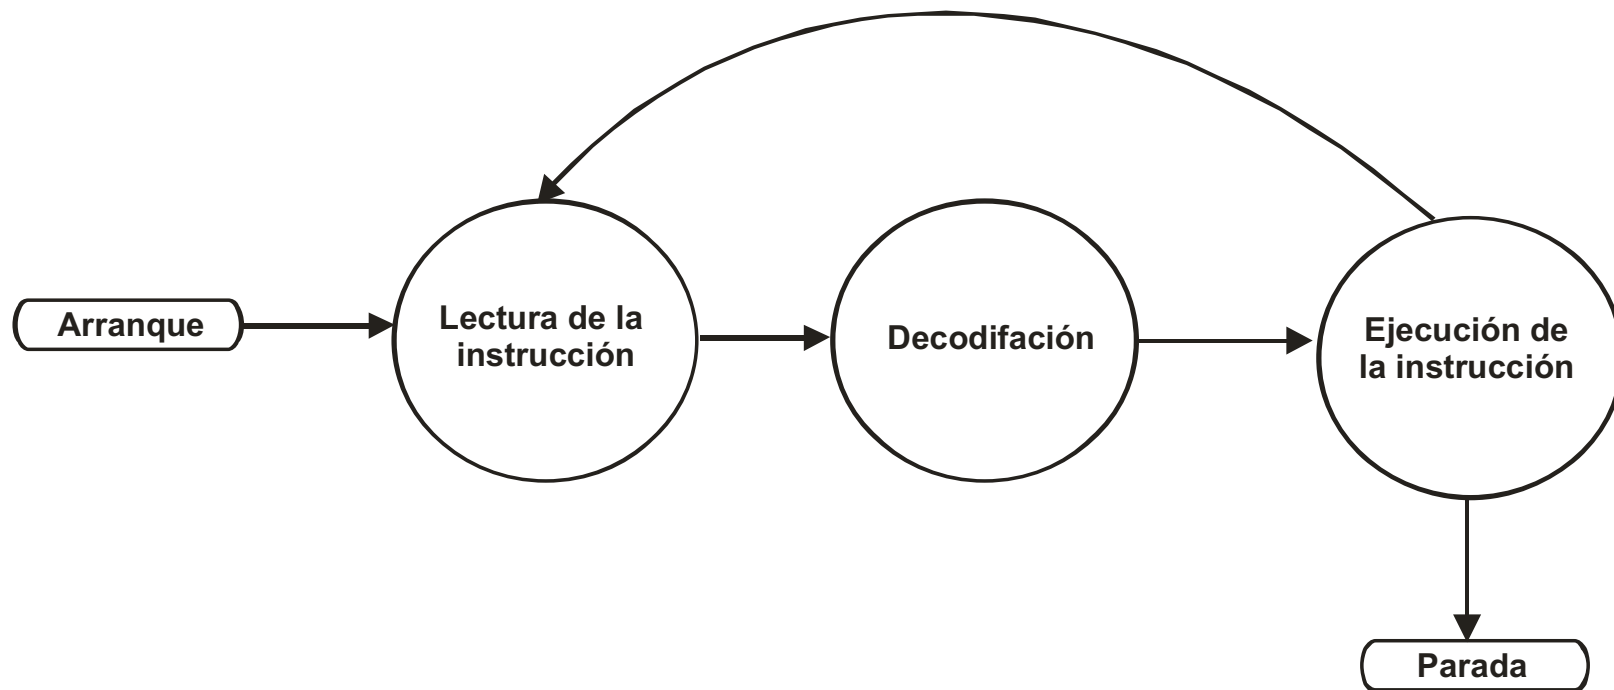 Arranque
Lectura de la
instrucción
Decodifación
Ejecución de
la instrucción
Parada